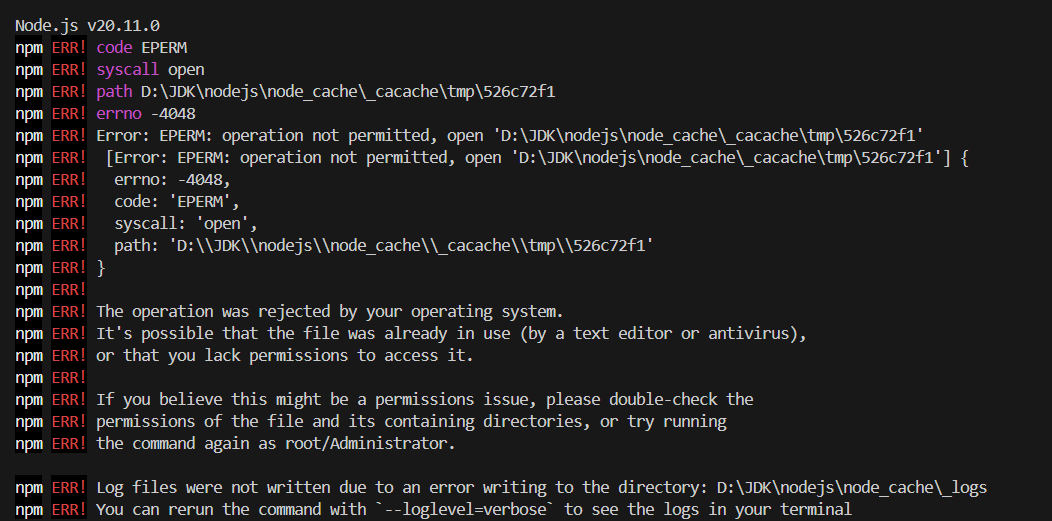 Node.js v20.11.0
npm ERR! code EPERM
npm ERR! syscall open
npm ERR! path D:\JDK\nodejs\node_cache\_cacache\tmp\526c72f1
npm ERR! errno -4048
npm ERR! Error: EPERM: operation not permitted, open 'D:\JDK\nodejs\node_cache\_cacache\tmp\526c72f1'
npm ERR!  [Error: EPERM: operation not permitted, open 'D:\JDK\nodejs\node_cache\_cacache\tmp\526c72f1'] {
npm ERR!   errno: -4048,
npm ERR!   code: 'EPERM',
npm ERR!   syscall: 'open',
npm ERR!   path: 'D:\\JDK\\nodejs\\node_cache\\_cacache\\tmp\\526c72f1'
npm ERR! }
npm ERR!
npm ERR! The operation was rejected by your operating system.
npm ERR! It's possible that the file was already in use (by a text editor or antivirus),
npm ERR! or that you lack permissions to access it.
npm ERR!
npm ERR! If you believe this might be a permissions issue, please double-check the
npm ERR! permissions of the file and its containing directories, or try running
npm ERR! the command again as root/Administrator.
npm ERR! Log files were not written due to an error writing to the directory: D:\JDK\nodejs\node_cache\_logs
npm ERR! You can rerun the command with `--loglevel=verbose` to see the logs in your terminal